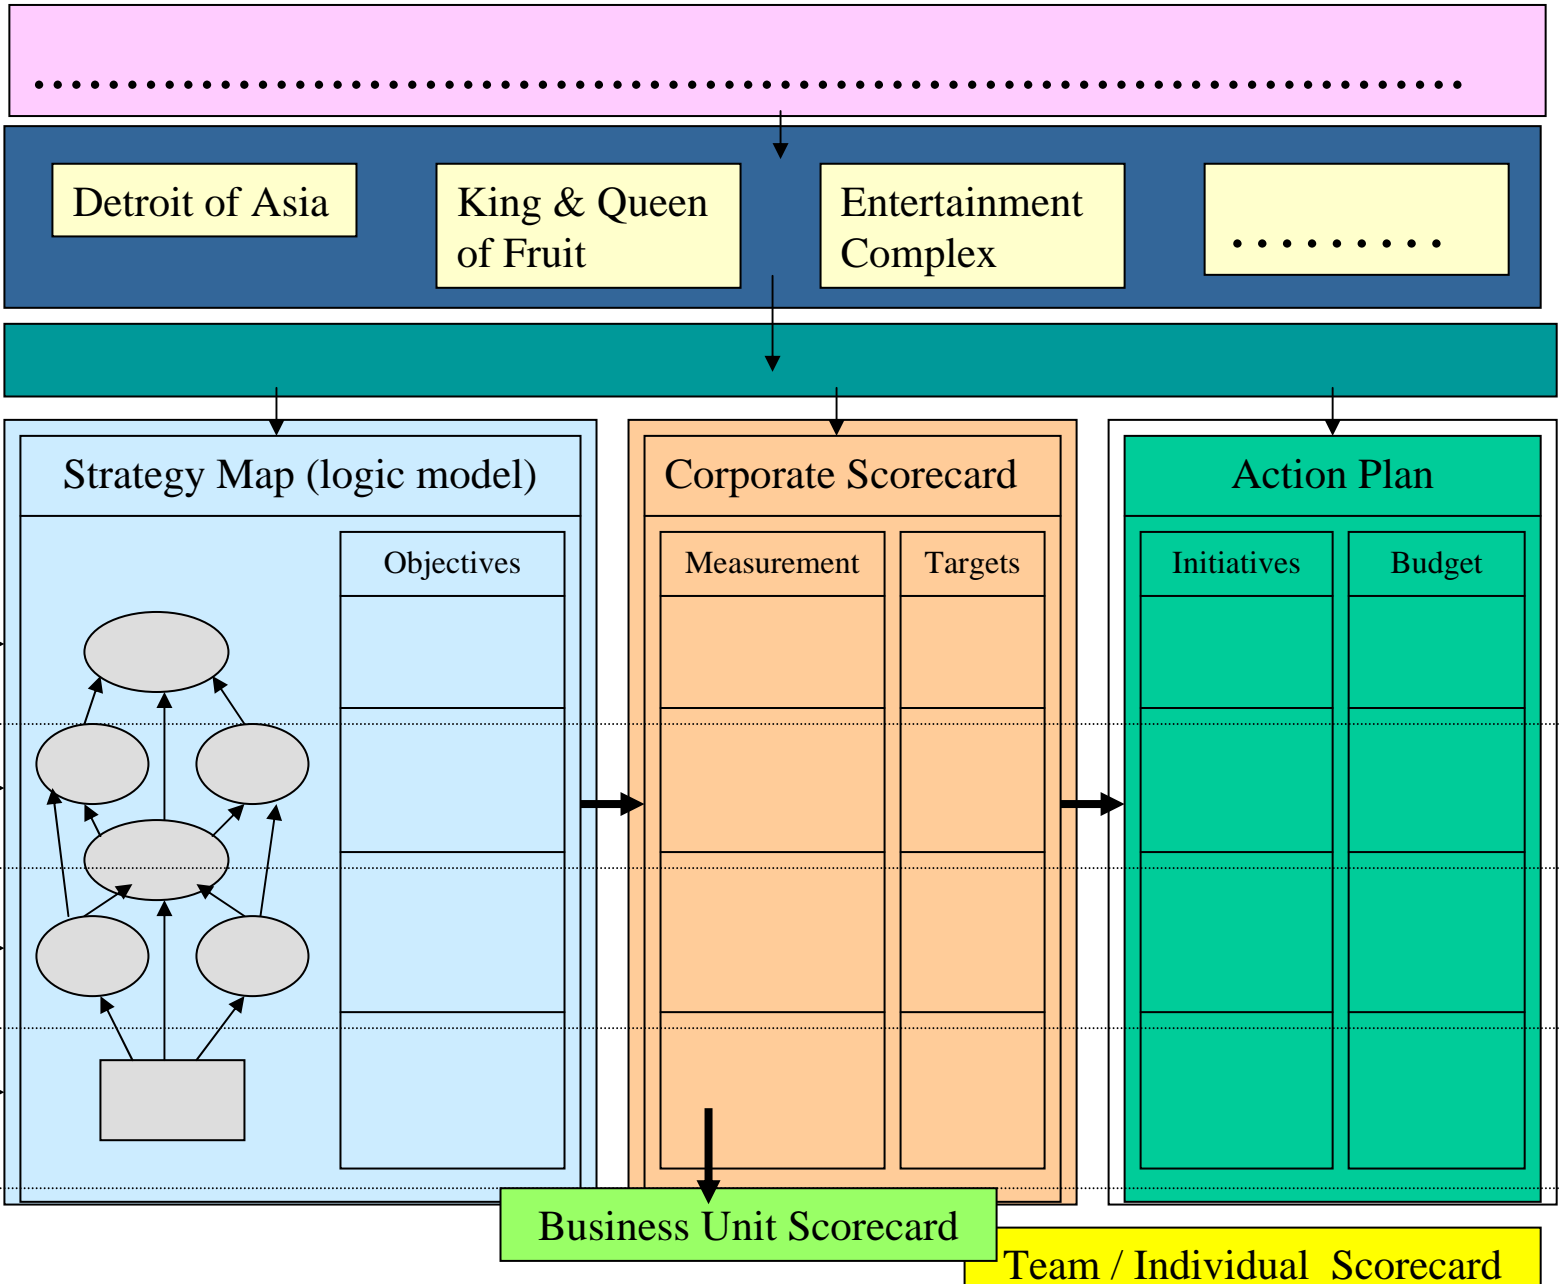 ................................................................................
Detroit of Asia
King & Queen
of Fruit
Entertainment
Complex
.........
Strategy Map (logic model)
Corporate Scorecard
Action Plan
Objectives
Measurement
Targets
Initiatives
Budget
Business Unit Scorecard
Team / Individual Scorecard